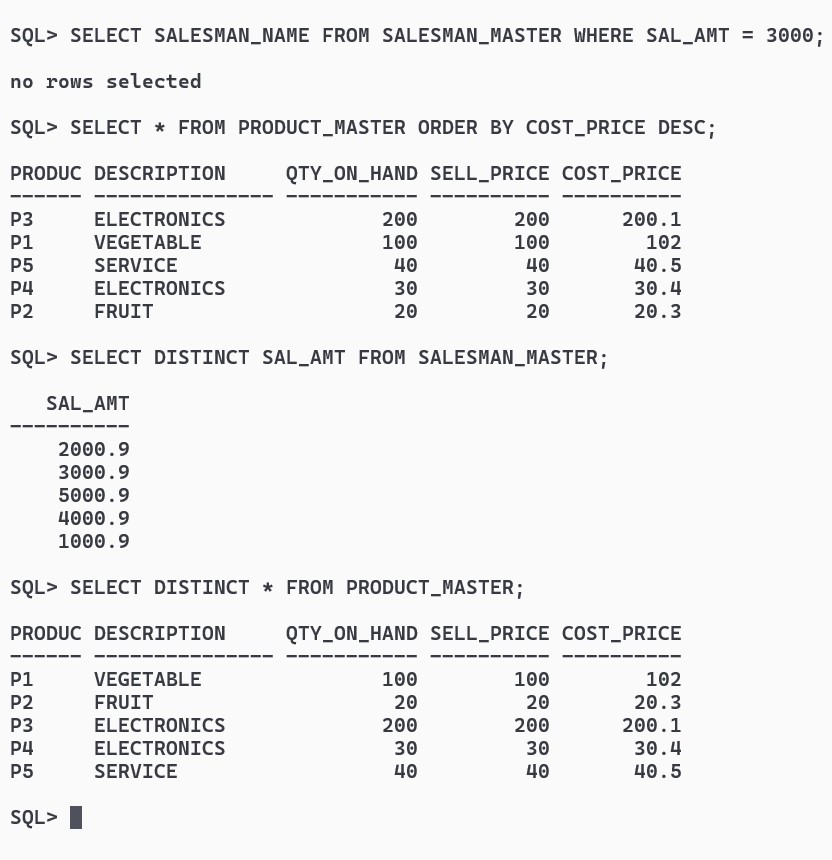 SQL> SELECT SALESMAN_NAME FROM SALESMAN_MASTER WHERE SAL_AMT = 3000;
no rows selected
SQL> SELECT * FROM PRODUCT_MASTER ORDER BY COST_PRICE DESC;
PRODUC DESCRIPTION     QTY_ON_HAND SELL_PRICE COST_PRICE
------ --------------- ----------- ---------- ----------
P3     ELECTRONICS             200        200      200.1
P1     VEGETABLE               100        100        102
P5     SERVICE                  40         40       40.5
P4     ELECTRONICS              30         30       30.4
P2     FRUIT                    20         20       20.3
SQL> SELECT DISTINCT SAL_AMT FROM SALESMAN_MASTER;
   SAL_AMT
----------
    2000.9
    3000.9
    5000.9
    4000.9
    1000.9
SQL> SELECT DISTINCT * FROM PRODUCT_MASTER;
PRODUC DESCRIPTION     QTY_ON_HAND SELL_PRICE COST_PRICE
------ --------------- ----------- ---------- ----------
P1     VEGETABLE               100        100        102
P2     FRUIT                    20         20       20.3
P3     ELECTRONICS             200        200      200.1
P4     ELECTRONICS              30         30       30.4
P5     SERVICE                  40         40       40.5
SQL>